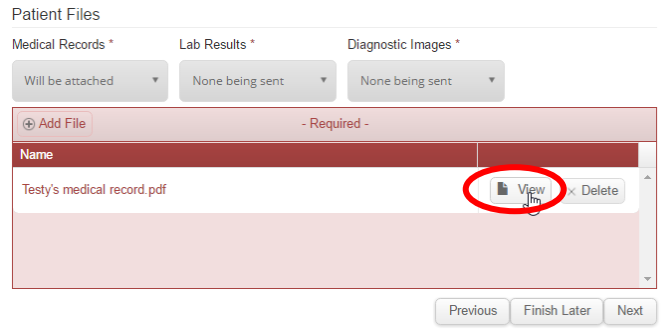 Patient Files
Medical Records * Lab Results * Diagnostic Images *
Will be attached None being sent None being sent
Add File - Required -
Name
Testy's medical record.pdf View Delete
Previous Finish Later Next